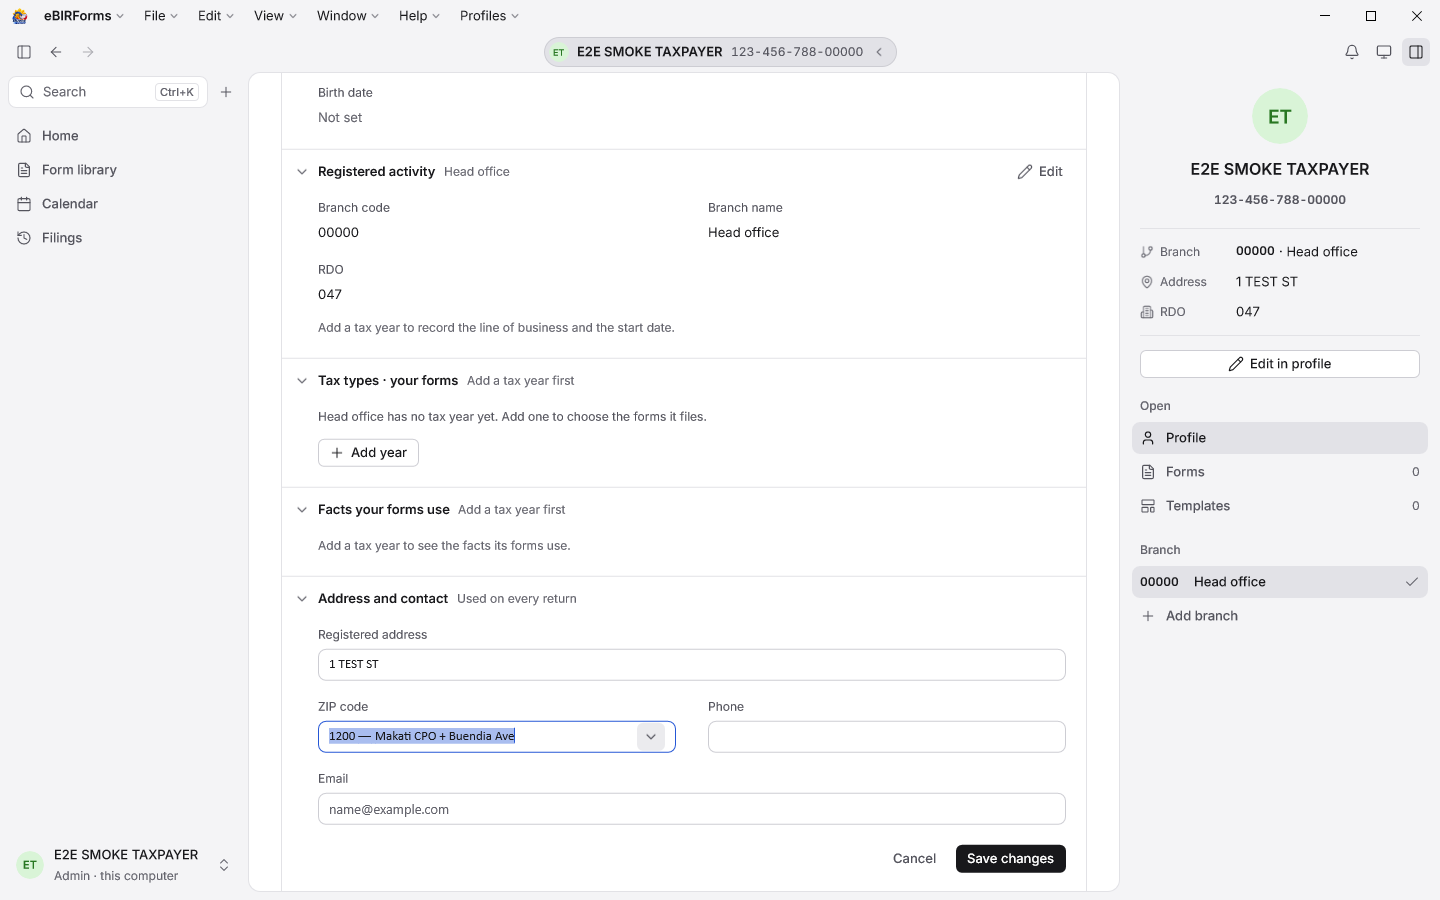 eBIRForms
File
Edit
View
Window
Help
Profiles
ET
E2E SMOKE TAXPAYER 123-456-788-00000
Search
Ctrl+K
Home
Form library
Calendar
Filings
ET
E2E SMOKE TAXPAYER
Admin · this computer
Birth date
Not set
Registered activity Head office
Edit
Branch code
00000
Branch name
Head office
RDO
047
Add a tax year to record the line of business and the start date.
Tax types · your forms Add a tax year first
Head office has no tax year yet. Add one to choose the forms it files.
Add year
Facts your forms use Add a tax year first
Add a tax year to see the facts its forms use.
Address and contact Used on every return
Registered address
1 TEST ST
ZIP code
1200 — Makati CPO + Buendia Ave
Phone
Email
name@example.com
Cancel
Save changes
ET
E2E SMOKE TAXPAYER
123-456-788-00000
Branch 00000 · Head office
Address 1 TEST ST
RDO 047
Edit in profile
Open
Profile
Forms 0
Templates 0
Branch
00000 Head office
Add branch